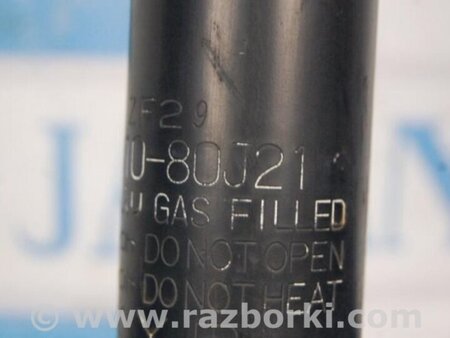 ZF29
0-80J21
U GAS FILLED
DO NOT OPEN
DO NOT HEAT
© www.razborki.com